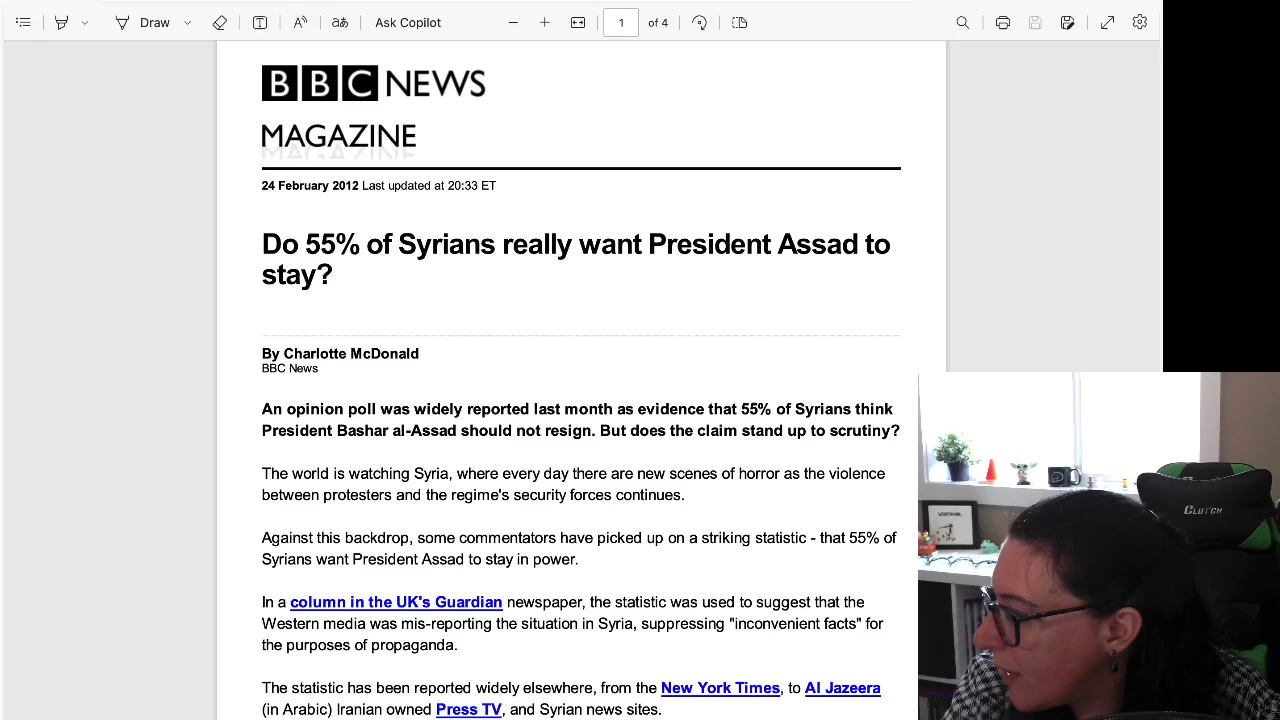 Draw
Ask Copilot
1 of 4
BBC NEWS
MAGAZINE
24 February 2012 Last updated at 20:33 ET
Do 55% of Syrians really want President Assad to
stay?
By Charlotte McDonald
BBC News
An opinion poll was widely reported last month as evidence that 55% of Syrians think
President Bashar al-Assad should not resign. But does the claim stand up to scrutiny?
The world is watching Syria, where every day there are new scenes of horror as the violence
between protesters and the regime's security forces continues.
Against this backdrop, some commentators have picked up on a striking statistic - that 55% of
Syrians want President Assad to stay in power.
In a column in the UK's Guardian newspaper, the statistic was used to suggest that the
Western media was mis-reporting the situation in Syria, suppressing "inconvenient facts" for
the purposes of propaganda.
The statistic has been reported widely elsewhere, from the New York Times, to Al Jazeera
(in Arabic) Iranian owned Press TV, and Syrian news sites.
CLUTCH